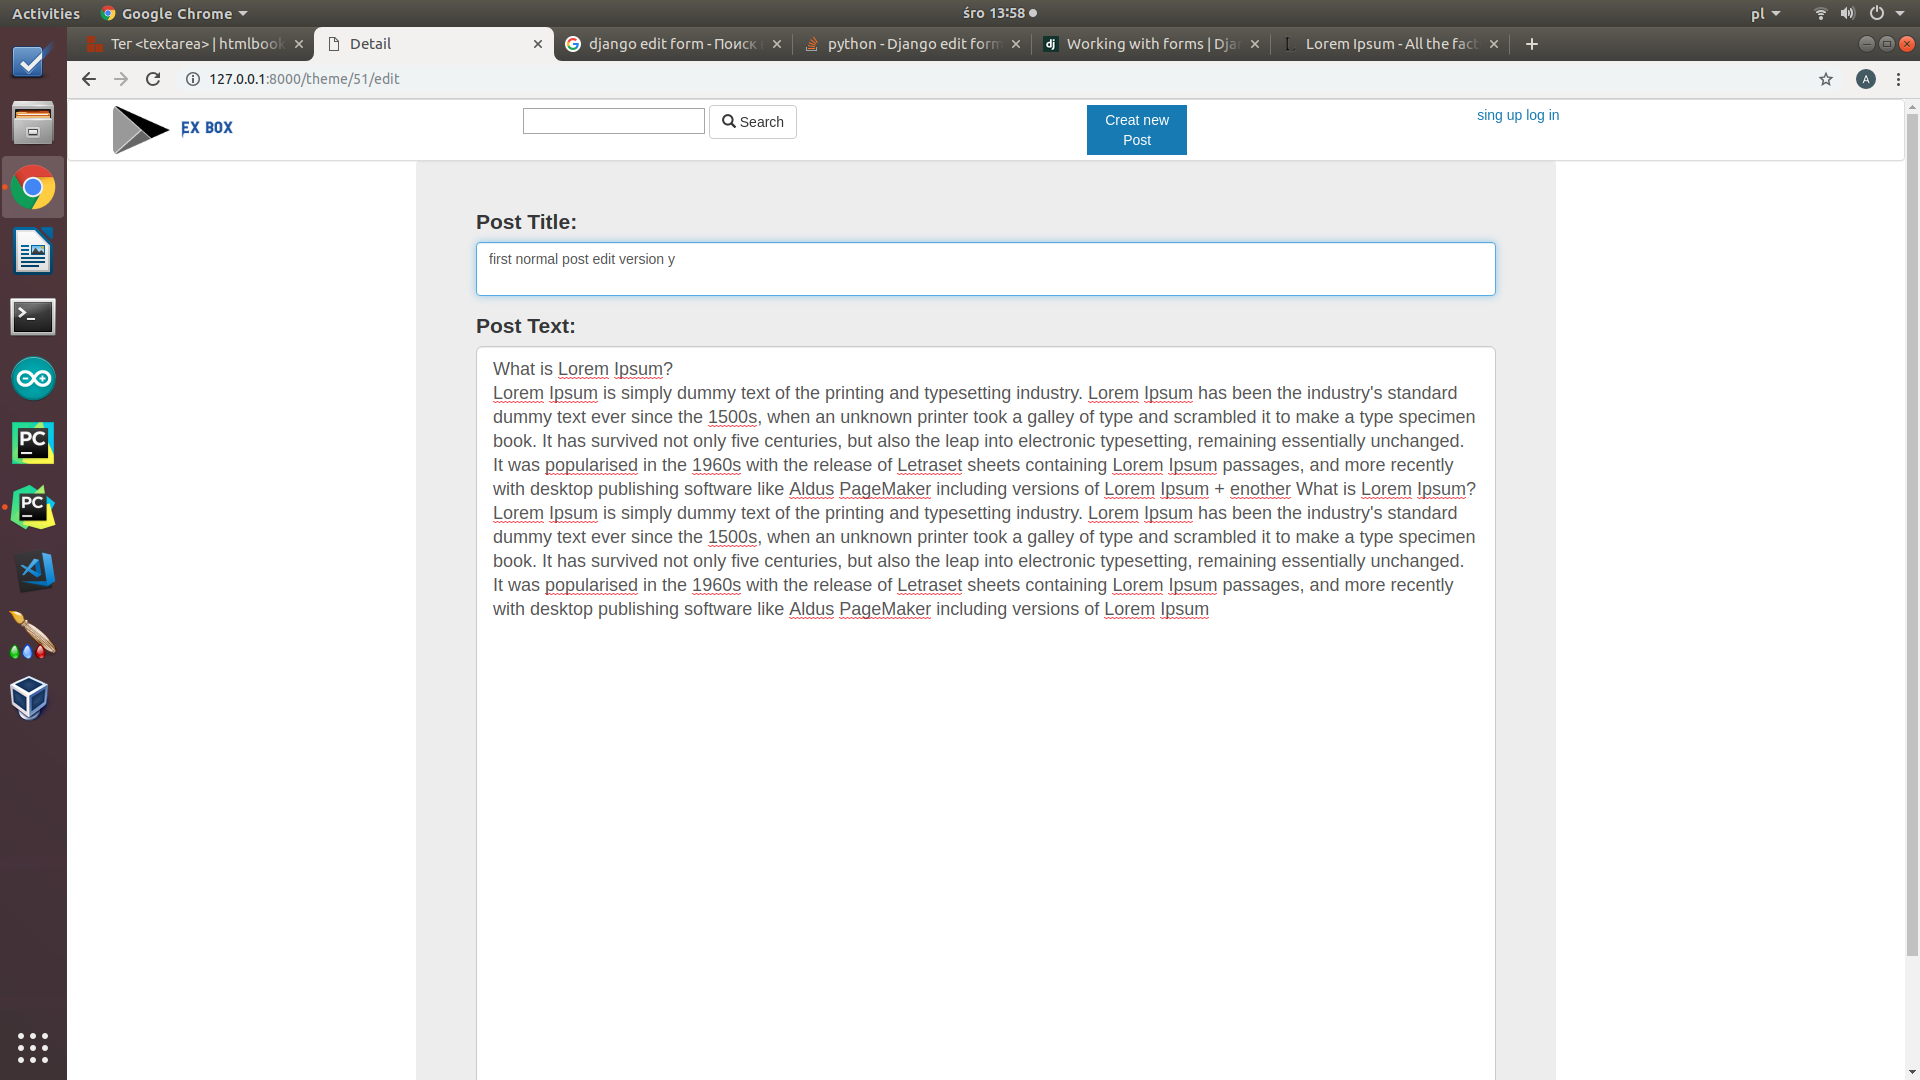 Activities
Google Chrome
śro 13:58
pl
Тег <textarea> | htmlbook
Detail
django edit form - Поиск
python - Django edit form
dj
Working with forms | Dja
Lorem Ipsum - All the fact
127.0.0.1:8000/theme/51/edit
A
EX BOX
Search
Creat new
Post
sing up log in
Post Title:
first normal post edit version y
Post Text:
What is Lorem Ipsum?
Lorem Ipsum is simply dummy text of the printing and typesetting industry. Lorem Ipsum has been the industry's standard
dummy text ever since the 1500s, when an unknown printer took a galley of type and scrambled it to make a type specimen
book. It has survived not only five centuries, but also the leap into electronic typesetting, remaining essentially unchanged.
It was popularised in the 1960s with the release of Letraset sheets containing Lorem Ipsum passages, and more recently
with desktop publishing software like Aldus PageMaker including versions of Lorem Ipsum + enother What is Lorem Ipsum?
Lorem Ipsum is simply dummy text of the printing and typesetting industry. Lorem Ipsum has been the industry's standard
dummy text ever since the 1500s, when an unknown printer took a galley of type and scrambled it to make a type specimen
book. It has survived not only five centuries, but also the leap into electronic typesetting, remaining essentially unchanged.
It was popularised in the 1960s with the release of Letraset sheets containing Lorem Ipsum passages, and more recently
with desktop publishing software like Aldus PageMaker including versions of Lorem Ipsum
PC
PC